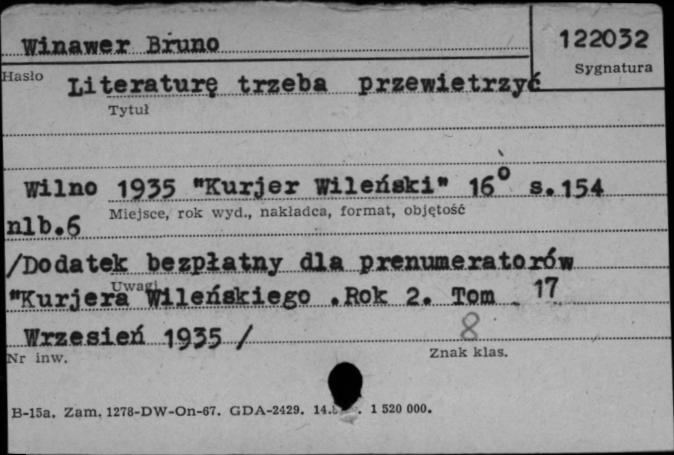 Winawer Bruno
122032
Hasło
Sygnatura
Literaturę trzeba przewietrzyć
Tytuł
Wilno 1935 "Kurjer Wileński" 16° s.154
Miejsce, rok wyd., nakładca, format, objętość
nlb.6
/Dodatek bezpłatny dla prenumeratorów
Uwagi
"Kurjera Wileńskiego .Rok 2. Tom 17
Wrzesień 1935 /
8
Nr inw.
Znak klas.
B-15a. Zam. 1278-DW-On-67. GDA-2429. 1 520 000.